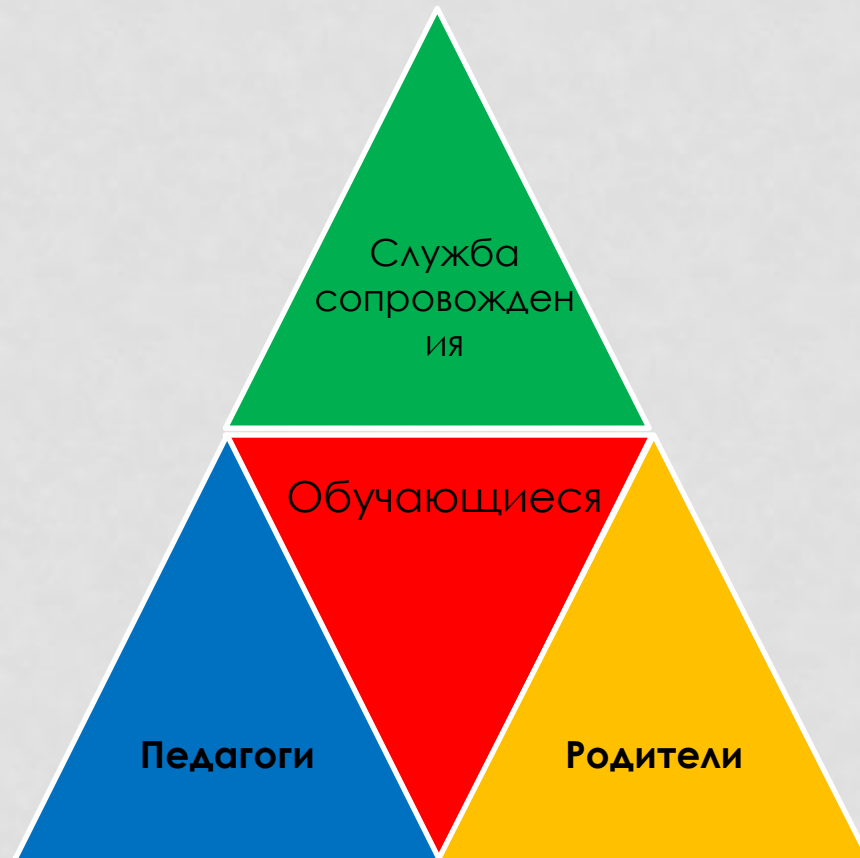 Служба
сопровожден
ия
Обучающиеся
Педагоги
Родители